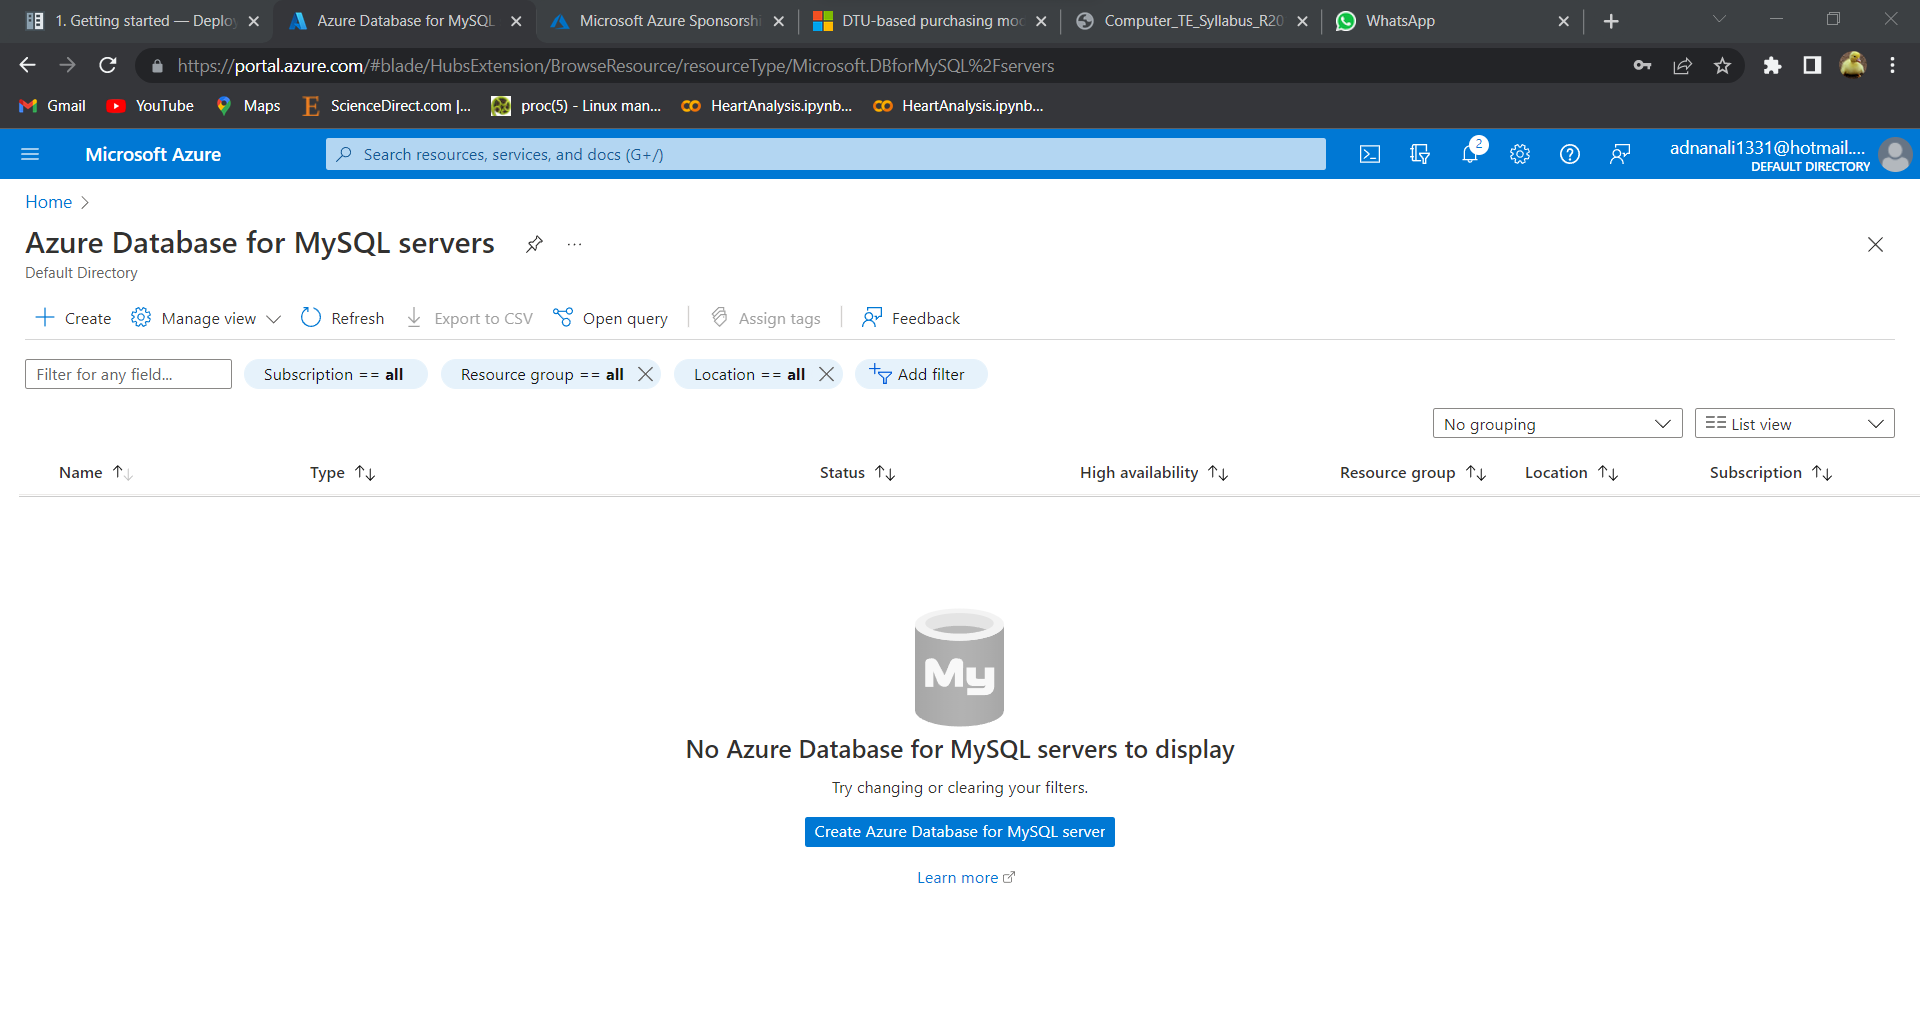 1. Getting started — Deploy
Azure Database for MySQL
Microsoft Azure Sponsorshi
DTU-based purchasing mod
Computer_TE_Syllabus_R20
WhatsApp
https://portal.azure.com/#blade/HubsExtension/BrowseResource/resourceType/Microsoft.DBforMySQL%2Fservers
Gmail
YouTube
Maps
ScienceDirect.com |...
proc(5) - Linux man...
HeartAnalysis.ipynb...
HeartAnalysis.ipynb...
Microsoft Azure
Search resources, services, and docs (G+/)
2
adnanali1331@hotmail....
DEFAULT DIRECTORY
Home
Azure Database for MySQL servers
...
Default Directory
Create
Manage view
Refresh
Export to CSV
Open query
Assign tags
Feedback
Filter for any field...
Subscription == all
Resource group == all
Location == all
Add filter
No grouping
List view
Name
Type
Status
High availability
Resource group
Location
Subscription
My
No Azure Database for MySQL servers to display
Try changing or clearing your filters.
Create Azure Database for MySQL server
Learn more